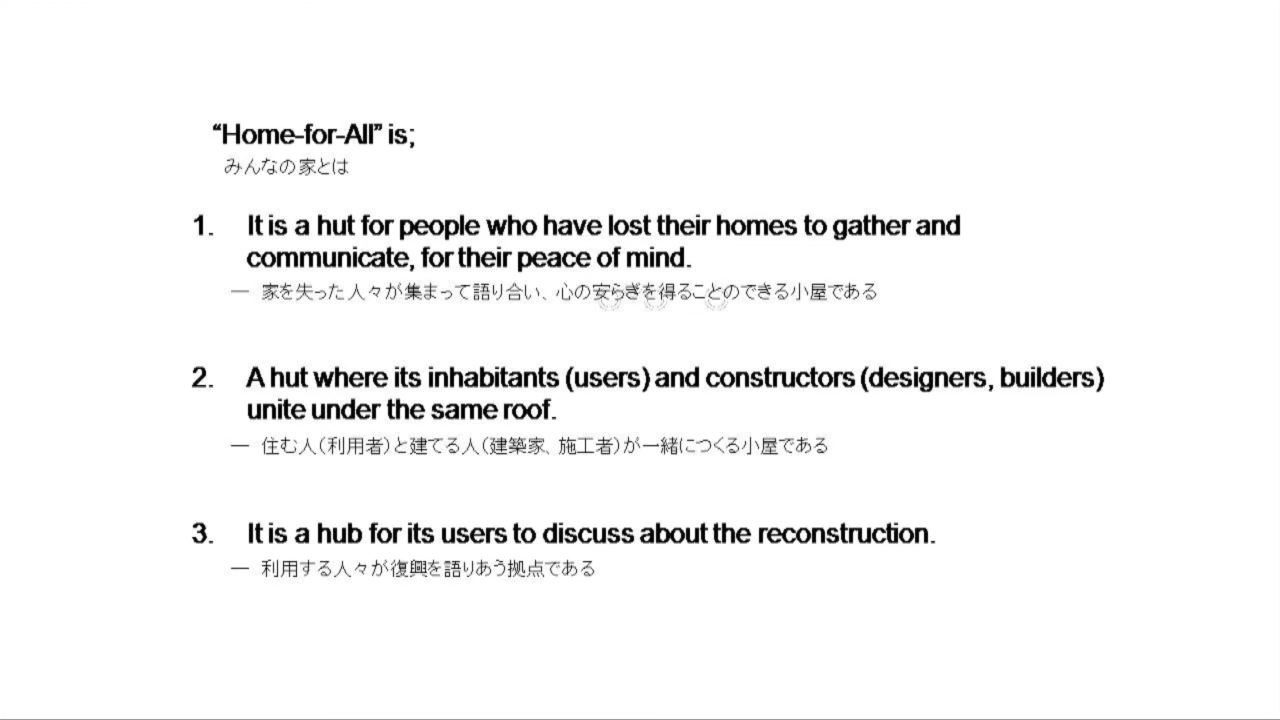 “Home-for-All” is;
みんなの家とは
1. It is a hut for people who have lost their homes to gather and
communicate, for their peace of mind.
— 家を失った人々が集まって語り合い、心の安らぎを得ることのできる小屋である
2. A hut where its inhabitants (users) and constructors (designers, builders)
unite under the same roof.
— 住む人（利用者）と建てる人（建築家、施工者）が一緒につくる小屋である
3. It is a hub for its users to discuss about the reconstruction.
— 利用する人々が復興を語りあう拠点である